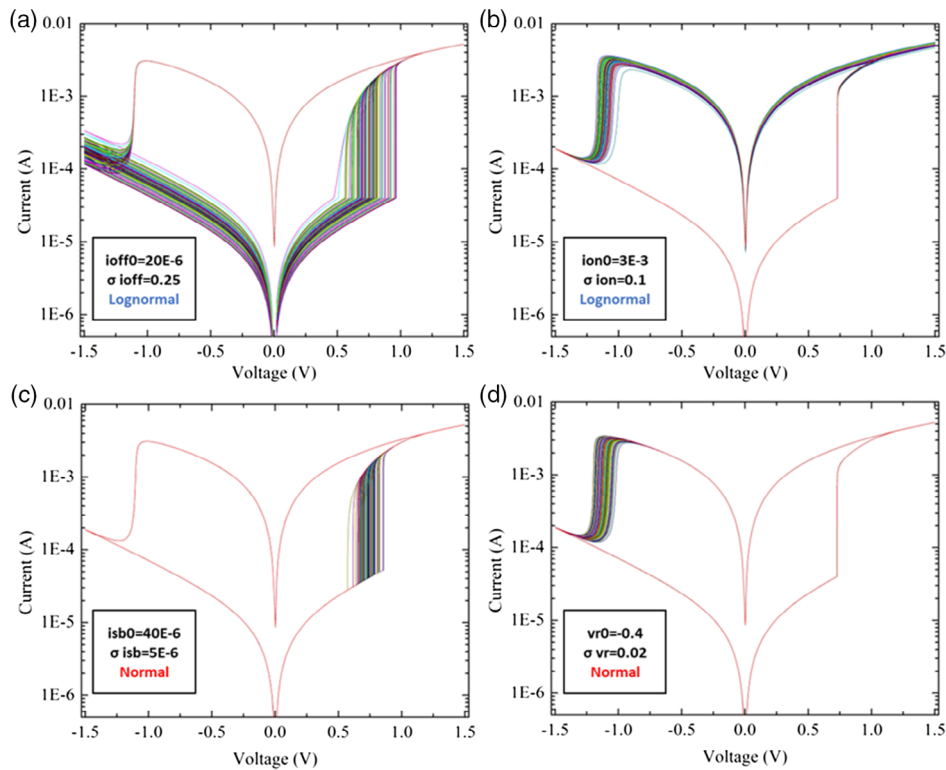 (a)
0.01
1E-3
1E-4
1E-5
1E-6
Current (A)
ioff0=20E-6
σ ioff=0.25
Lognormal
-1.5 -1.0 -0.5 0.0 0.5 1.0 1.5
Voltage (V)
(b)
0.01
1E-3
1E-4
1E-5
1E-6
Current (A)
ion0=3E-3
σ ion=0.1
Lognormal
-1.5 -1.0 -0.5 0.0 0.5 1.0 1.5
Voltage (V)
(c)
0.01
1E-3
1E-4
1E-5
1E-6
Current (A)
isb0=40E-6
σ isb=5E-6
Normal
-1.5 -1.0 -0.5 0.0 0.5 1.0 1.5
Voltage (V)
(d)
0.01
1E-3
1E-4
1E-5
1E-6
Current (A)
vr0=-0.4
σ vr=0.02
Normal
-1.5 -1.0 -0.5 0.0 0.5 1.0 1.5
Voltage (V)